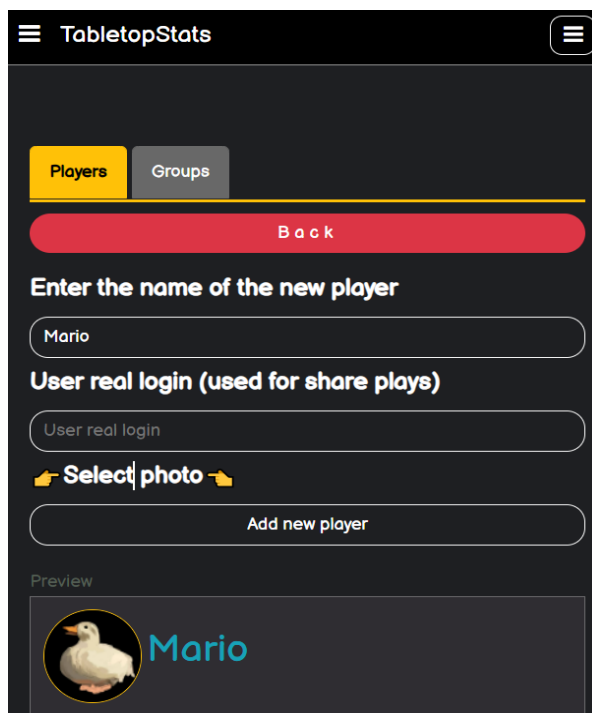 TabletopStats
Players Groups
Back
Enter the name of the new player
Mario
User real login (used for share plays)
User real login
👉Select photo👈
Add new player
Preview
Mario